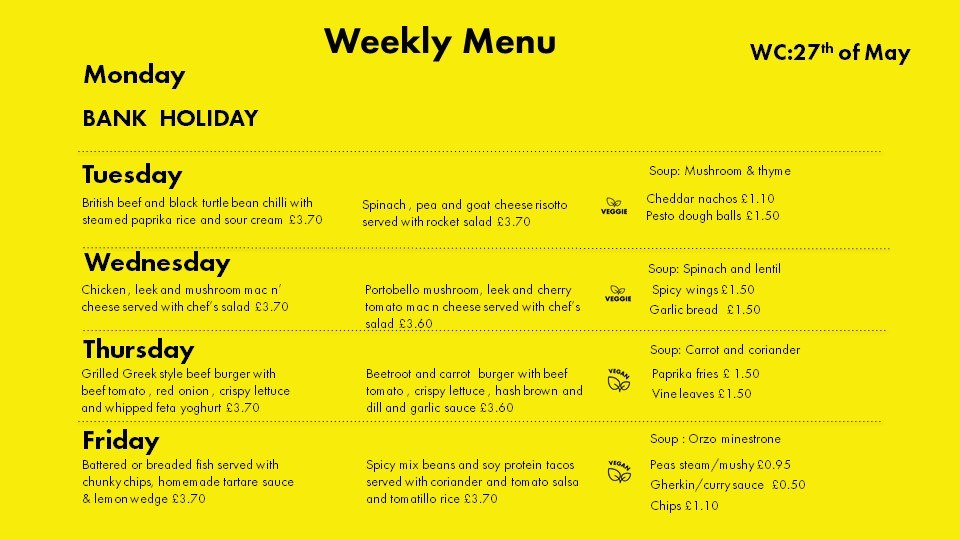 Weekly Menu
WC:27th of May
Monday
BANK HOLIDAY
Tuesday
British beef and black turtle bean chilli with
steamed paprika rice and sour cream £3.70
Spinach , pea and goat cheese risotto
served with rocket salad £3.70
VEGGIE
Soup: Mushroom & thyme
Cheddar nachos £1.10
Pesto dough balls £1.50
Wednesday
Chicken , leek and mushroom mac n’
cheese served with chef’s salad £3.70
Portobello mushroom, leek and cherry
tomato mac n cheese served with chef’s
salad £3.60
VEGGIE
Soup: Spinach and lentil
Spicy wings £1.50
Garlic bread £1.50
Thursday
Grilled Greek style beef burger with
beef tomato , red onion , crispy lettuce
and whipped feta yoghurt £3.70
Beetroot and carrot burger with beef
tomato , crispy lettuce , hash brown and
dill and garlic sauce £3.60
VEGAN
Soup: Carrot and coriander
Paprika fries £ 1.50
Vine leaves £1.50
Friday
Battered or breaded fish served with
chunky chips, homemade tartare sauce
& lemon wedge £3.70
Spicy mix beans and soy protein tacos
served with coriander and tomato salsa
and tomatillo rice £3.70
VEGAN
Soup : Orzo minestrone
Peas steam/mushy £0.95
Gherkin/curry sauce £0.50
Chips £1.10